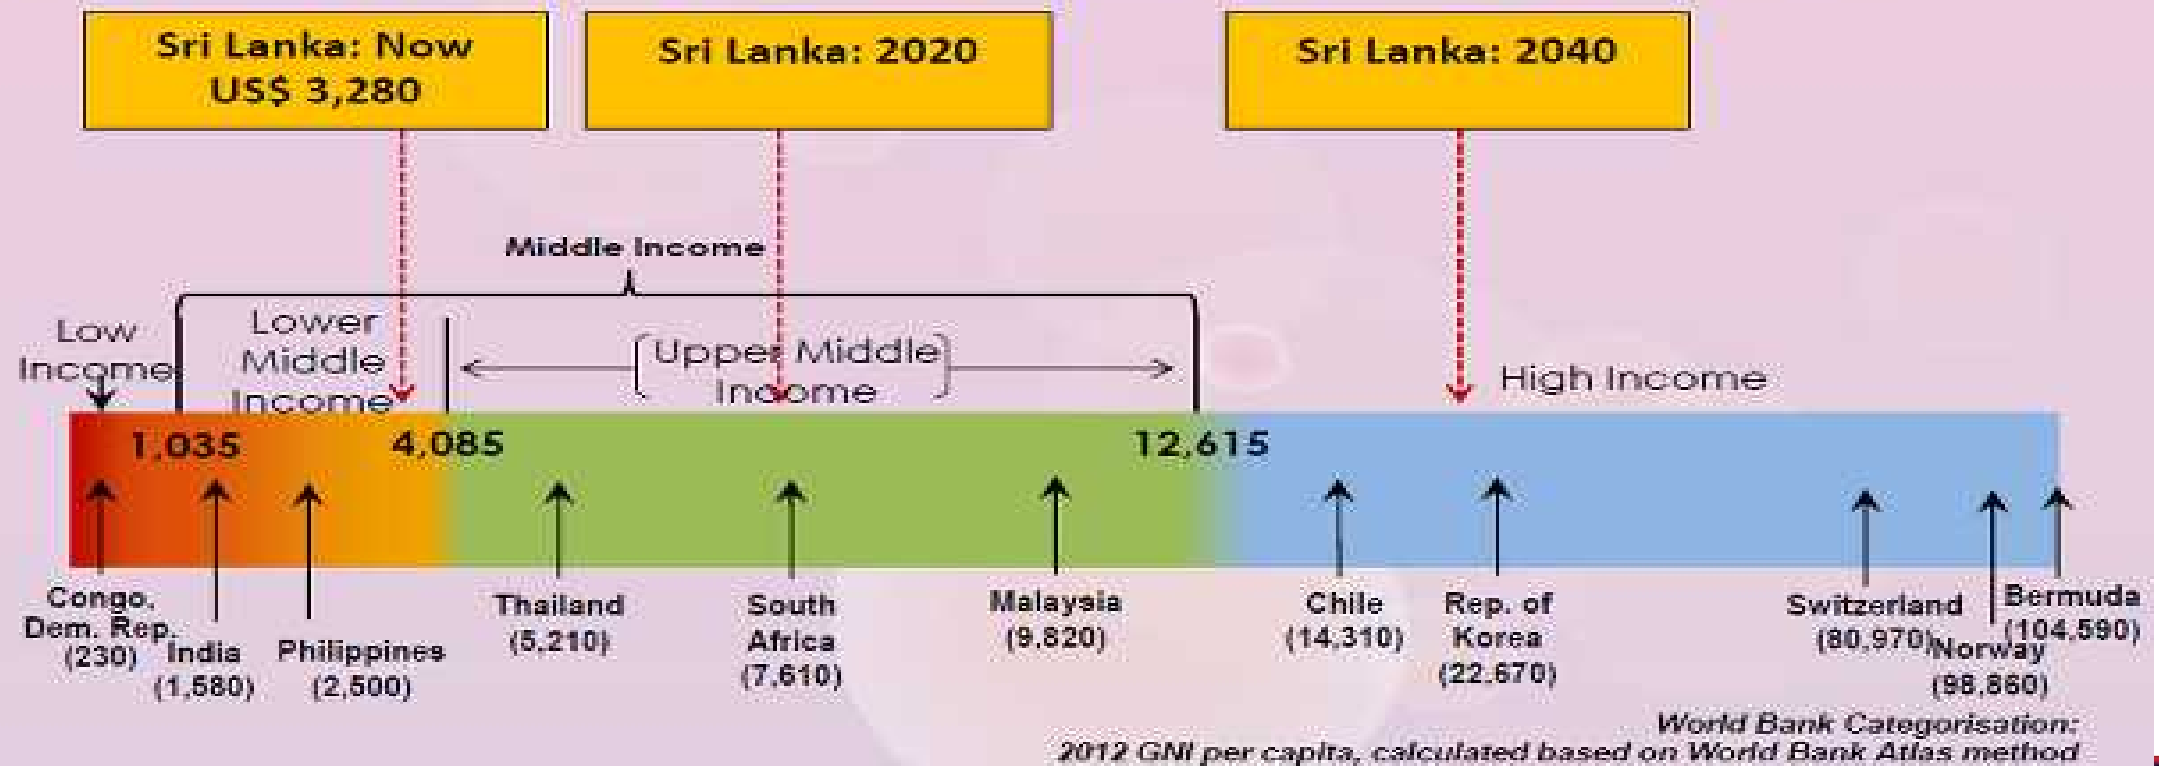 Sri Lanka: Now
US$ 3,280
Sri Lanka: 2020
Sri Lanka: 2040
Middle Income
Low
Income
Lower
Middle
Income
Upper Middle
Income
High Income
1,035
4,085
12,615
Congo.
Dem. Rep.
(230)
India
(1,580)
Philippines
(2,500)
Thailand
(5,210)
South
Africa
(7,610)
Malaysia
(9,820)
Chile
(14,310)
Rep. of
Korea
(22,670)
Switzerland
(80,970)
Norway
(98,860)
Bermuda
(104,590)
World Bank Categorisation:
2012 GNI per capita, calculated based on World Bank Atlas method